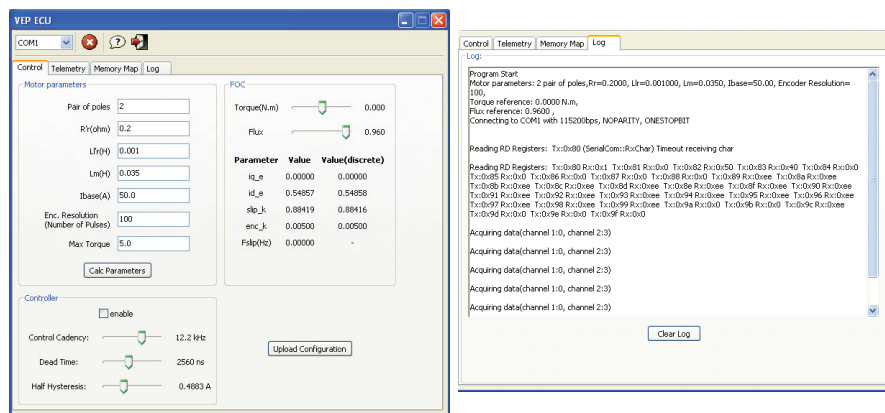 VEP ECU
COM1
Control Telemetry Memory Map Log
Motor parameters
Pair of poles 2
R'r(ohm) 0.2
Llr(H) 0.001
Lm(H) 0.035
Ibase(A) 50.0
Enc. Resolution
(Number of Pulses) 100
Max Torque 5.0
Calc Parameters
FOC
Torque(N.m) 0.000
Flux 0.960
Parameter Value Value(discrete)
iq_e 0.00000 0.00000
id_e 0.54857 0.54858
slip_k 0.88419 0.88416
enc_k 0.00500 0.00500
Fslip(Hz) 0.00000 -
Controller
enable
Control Cadency: 12.2 kHz
Dead Time: 2560 ns
Half Hysteresis: 0.4883 A
Upload Configuration
Control Telemetry Memory Map Log
Log:
Program Start
Motor parameters: 2 pair of poles,Rr=0.2000, Llr=0.001000, Lm=0.0350, Ibase=50.00, Encoder Resolution=
100,
Torque reference: 0.0000 N.m,
Flux reference: 0.9600 ,
Connecting to COM1 with 115200bps, NOPARITY, ONESTOPBIT
Reading RD Registers: Tx:0x80 (SerialCom::RxChar) Timeout receiving char
Reading RD Registers: Tx:0x80 Rx:0x1 Tx:0x81 Rx:0x0 Tx:0x82 Rx:0x50 Tx:0x83 Rx:0x40 Tx:0x84 Rx:0x0
Tx:0x85 Rx:0x0 Tx:0x86 Rx:0x0 Tx:0x87 Rx:0x0 Tx:0x88 Rx:0x0 Tx:0x89 Rx:0xee Tx:0x8a Rx:0xee
Tx:0x8b Rx:0xee Tx:0x8c Rx:0xee Tx:0x8d Rx:0xee Tx:0x8e Rx:0xee Tx:0x8f Rx:0xee Tx:0x90 Rx:0xee
Tx:0x91 Rx:0xee Tx:0x92 Rx:0xee Tx:0x93 Rx:0xee Tx:0x94 Rx:0xee Tx:0x95 Rx:0xee Tx:0x96 Rx:0xee
Tx:0x97 Rx:0xee Tx:0x98 Rx:0xee Tx:0x99 Rx:0xee Tx:0x9a Rx:0x0 Tx:0x9b Rx:0x0 Tx:0x9c Rx:0xee
Tx:0x9d Rx:0x0 Tx:0x9e Rx:0x0 Tx:0x9f Rx:0x0
Acquiring data(channel 1:0, channel 2:3)
Acquiring data(channel 1:0, channel 2:3)
Acquiring data(channel 1:0, channel 2:3)
Acquiring data(channel 1:0, channel 2:3)
Acquiring data(channel 1:0, channel 2:3)
Clear Log